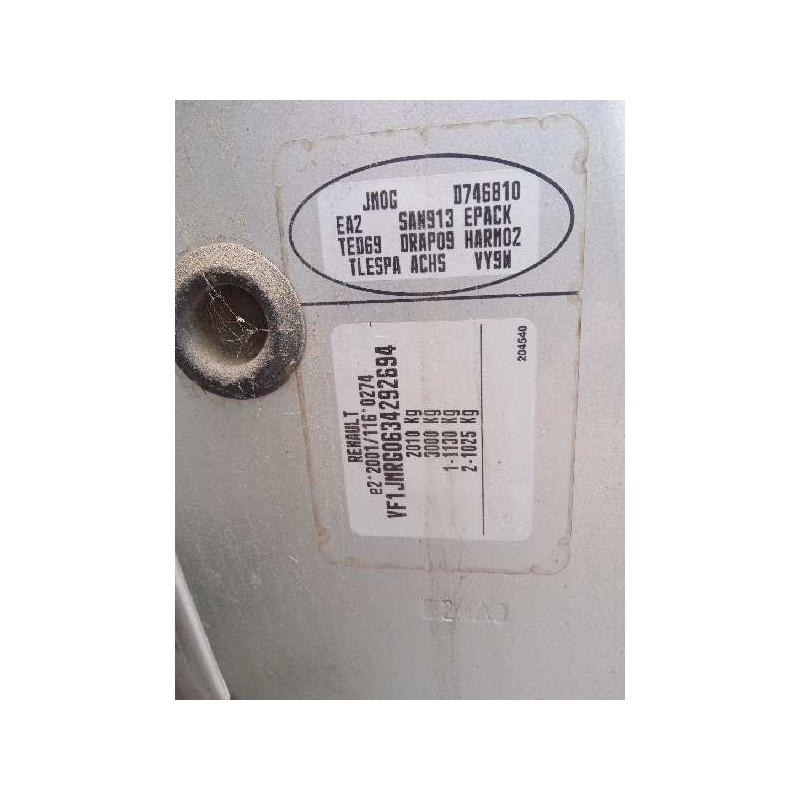 JM0G D746810
EA2 SAN913 EPACK
TED69 DRAP09 HARM02
TLESPA ACHS VY9W
RENAULT
e2*2001/116*0274
VF1JMRG0634292694
2010 Kg
3000 Kg
1-1130 Kg
2-1025 Kg
204540